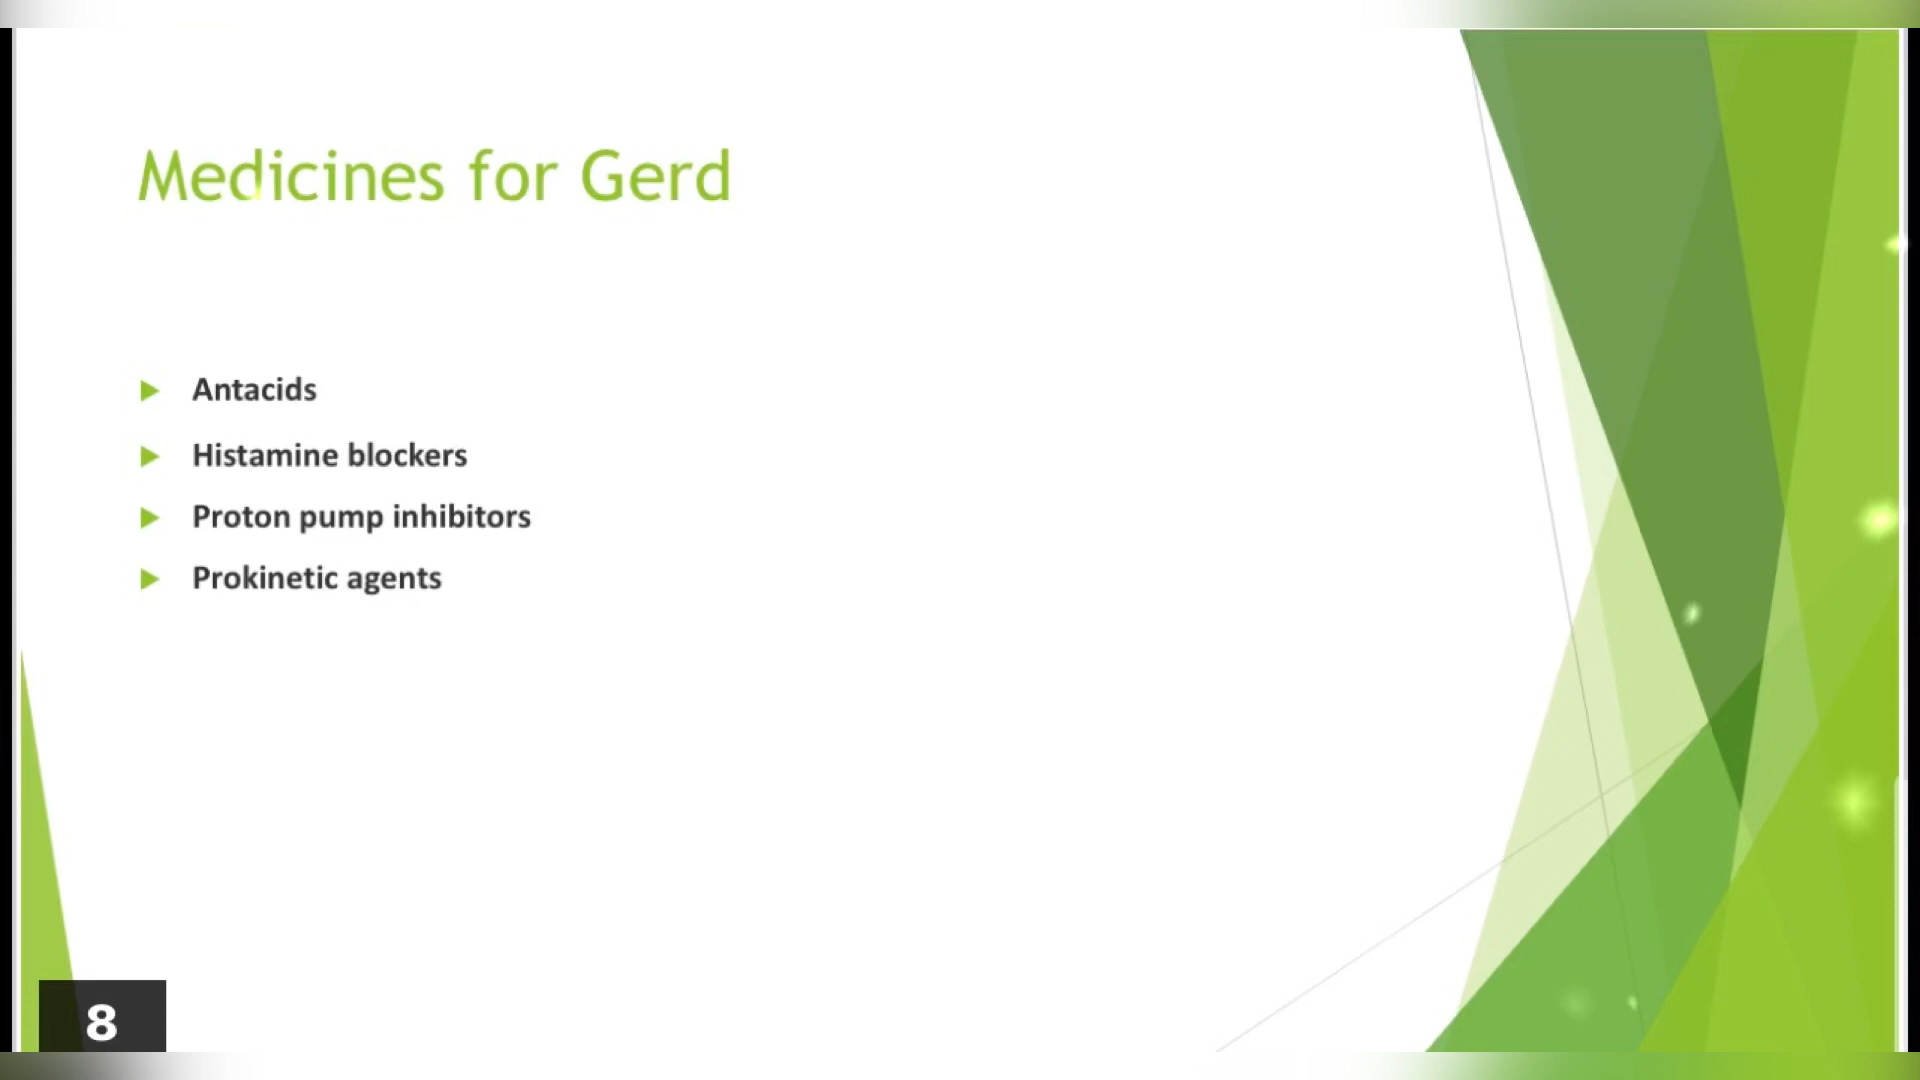 Medicines for Gerd
Antacids
Histamine blockers
Proton pump inhibitors
Prokinetic agents
8